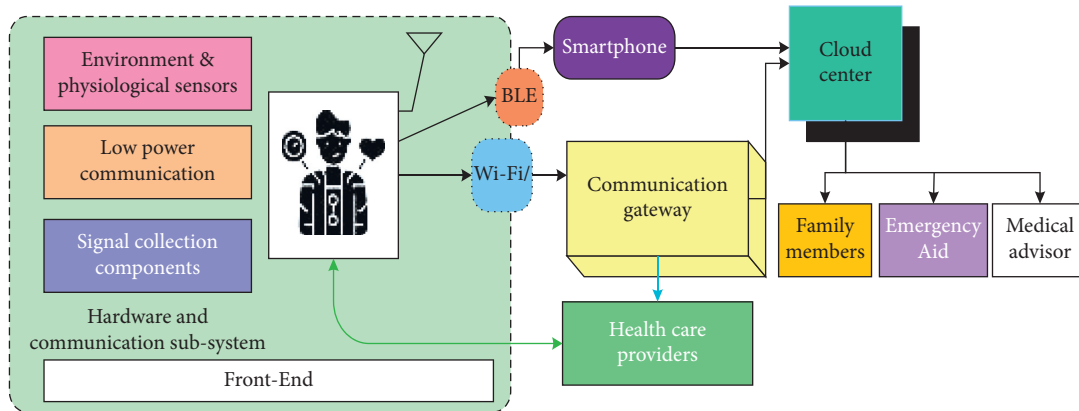 Environment &
physiological sensors
Low power
communication
Signal collection
components
Hardware and
communication sub-system
Front-End
BLE
Wi-Fi/
Smartphone
Communication
gateway
Health care
providers
Cloud
center
Family
members
Emergency
Aid
Medical
advisor